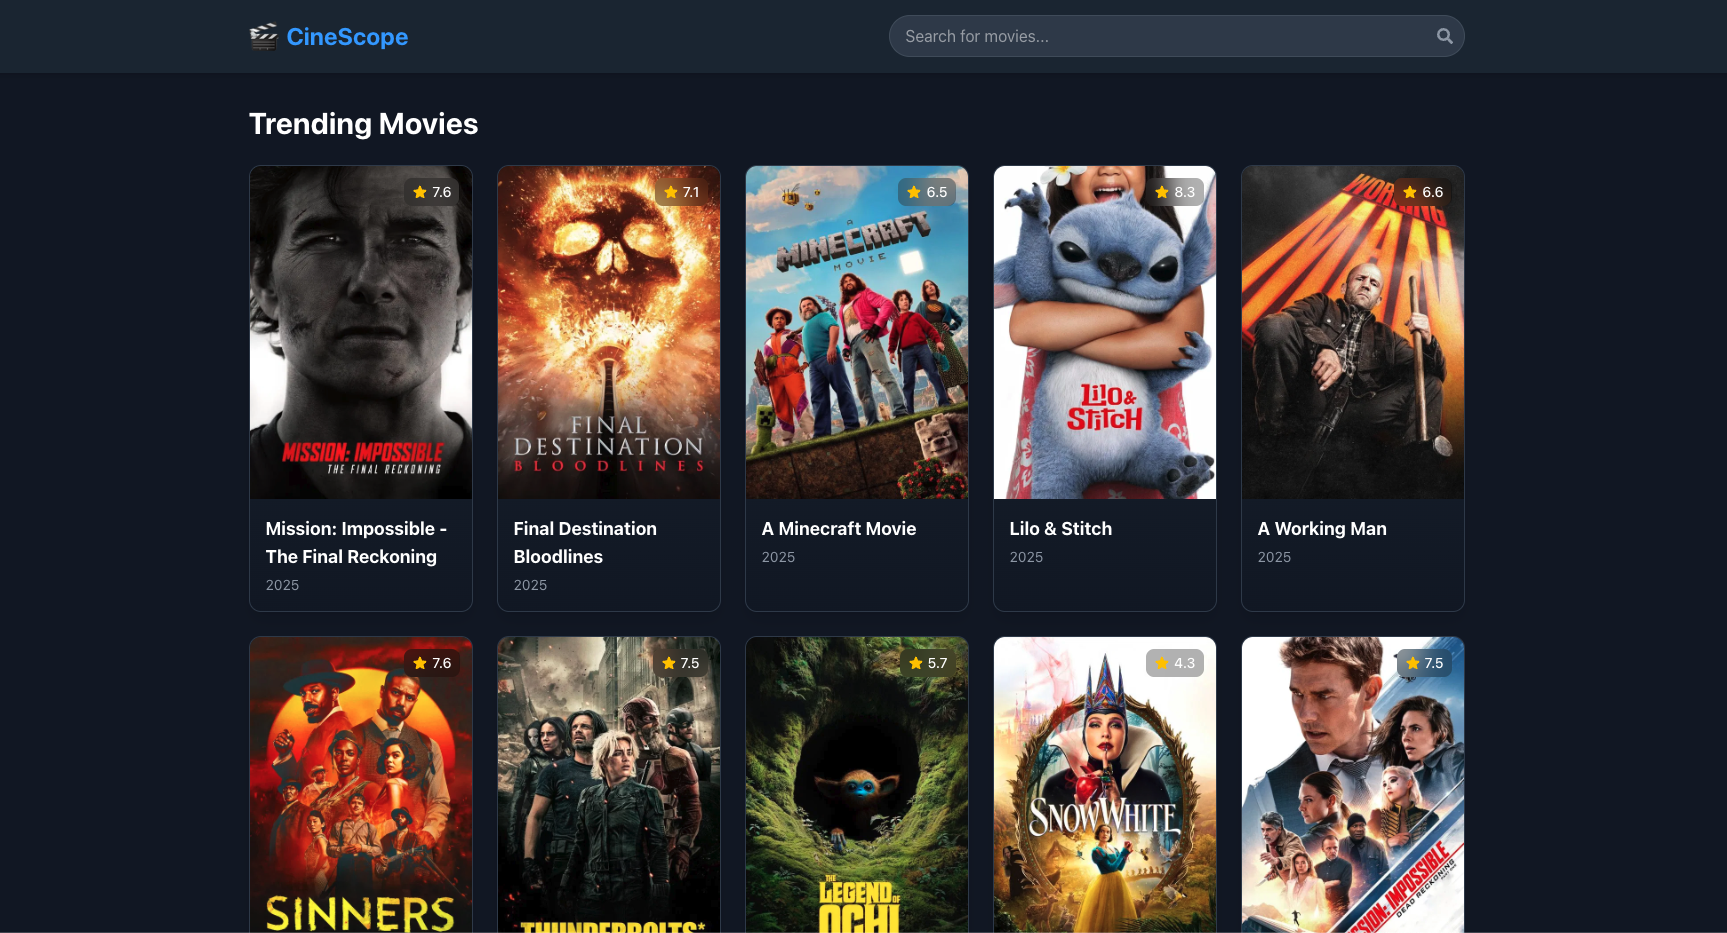 CineScope
Search for movies...
Trending Movies
7.6
MISSION: IMPOSSIBLE
THE FINAL RECKONING
Mission: Impossible -
The Final Reckoning
2025
7.1
FINAL
DESTINATION
BLOODLINES
Final Destination
Bloodlines
2025
6.5
A
MINECRAFT
MOVIE
A Minecraft Movie
2025
8.3
LILO &
STITCH
Lilo & Stitch
2025
6.6
WORKING
MAN
A Working Man
2025
7.6
SINNERS
7.5
THUNDERBOLTS*
5.7
THE
LEGEND OF
OCHI
4.3
SNOW WHITE
7.5
MISSION: IMPOSSIBLE
DEAD RECKONING